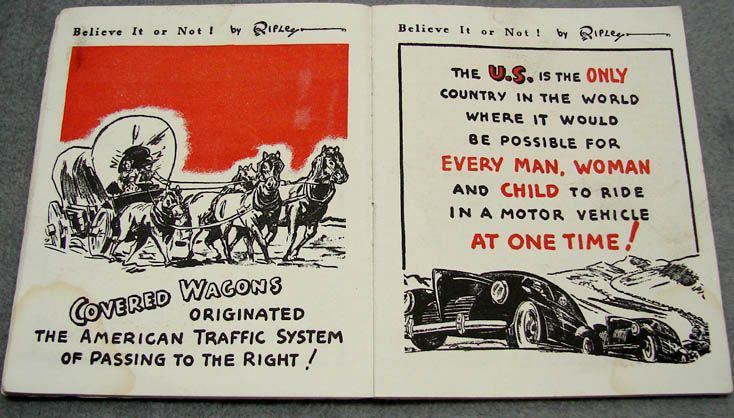 Believe It or Not! by Ripley
COVERED WAGONS
ORIGINATED
THE AMERICAN TRAFFIC SYSTEM
OF PASSING TO THE RIGHT!
Believe It or Not! by Ripley
THE U.S. IS THE ONLY
COUNTRY IN THE WORLD
WHERE IT WOULD
BE POSSIBLE FOR
EVERY MAN, WOMAN
AND CHILD TO RIDE
IN A MOTOR VEHICLE
AT ONE TIME!